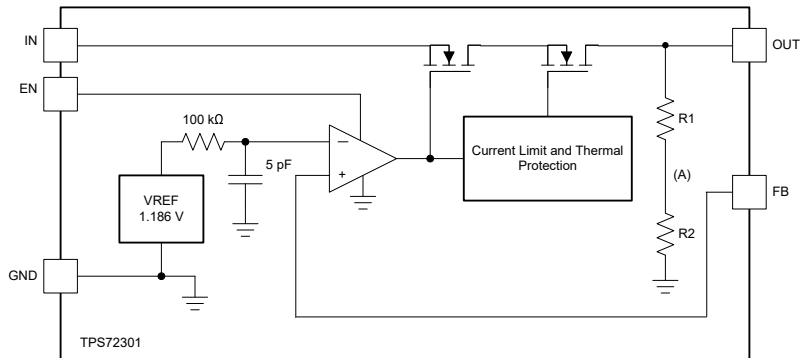 IN
OUT
EN
100 kΩ
R1
−
5 pF
Current Limit and Thermal
Protection
+
(A)
FB
VREF
1.186 V
R2
GND
TPS72301